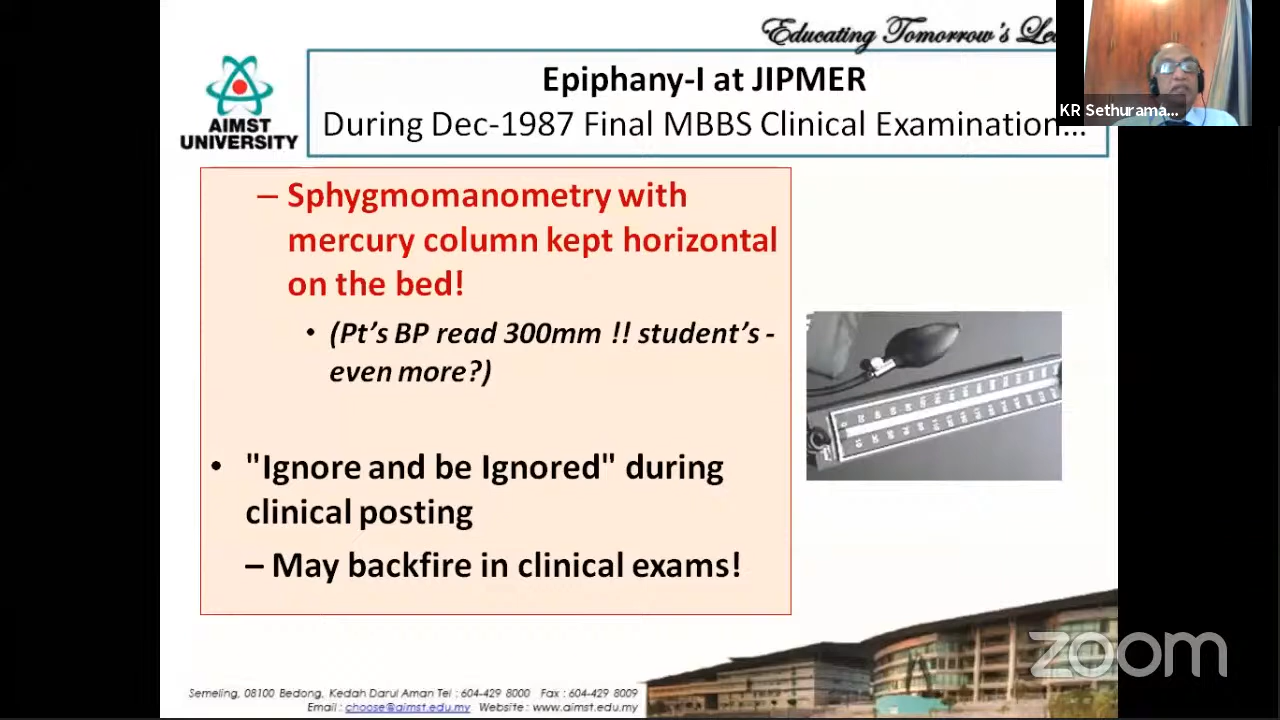 Educating Tomorrow's
AIMST
UNIVERSITY
Epiphany-I at JIPMER
During Dec-1987 Final MBBS Clinical Examination...
KR Sethurama...
– Sphygmomanometry with
mercury column kept horizontal
on the bed!
• (Pt's BP read 300mm !! student's -
even more?)
• "Ignore and be Ignored" during
clinical posting
– May backfire in clinical exams!
zoom
Semeling, 08100 Bedong, Kedah Darul Aman Tel : 604-429 8000 Fax : 604-429 8009
Email : choose@aimst.edu.my Website : www.aimst.edu.my